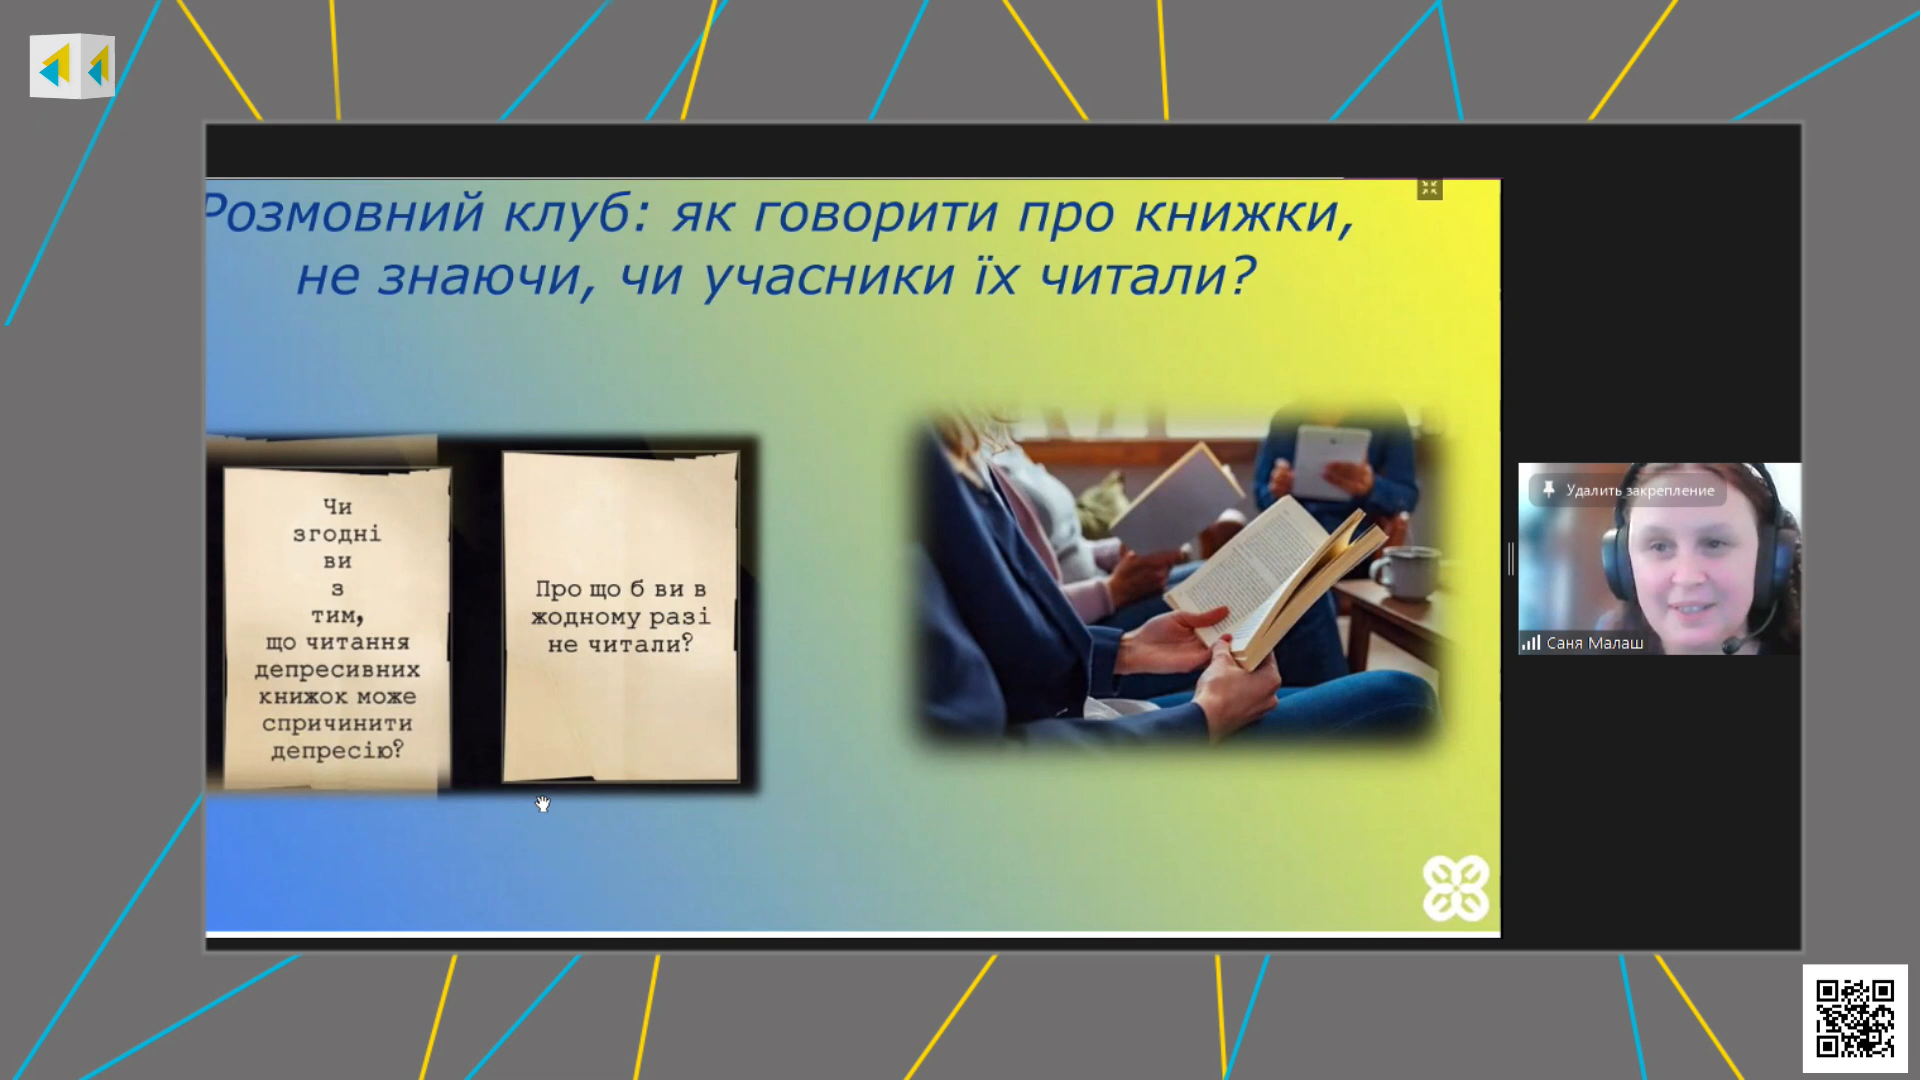 Розмовний клуб: як говорити про книжки,
не знаючи, чи учасники їх читали?
Чи
згодні
ви
з
тим,
що читання
депресивних
книжок може
спричинити
депресію?
Про що б ви в
жодному разі
не читали?
Удалить закрепление
Саня Малаш